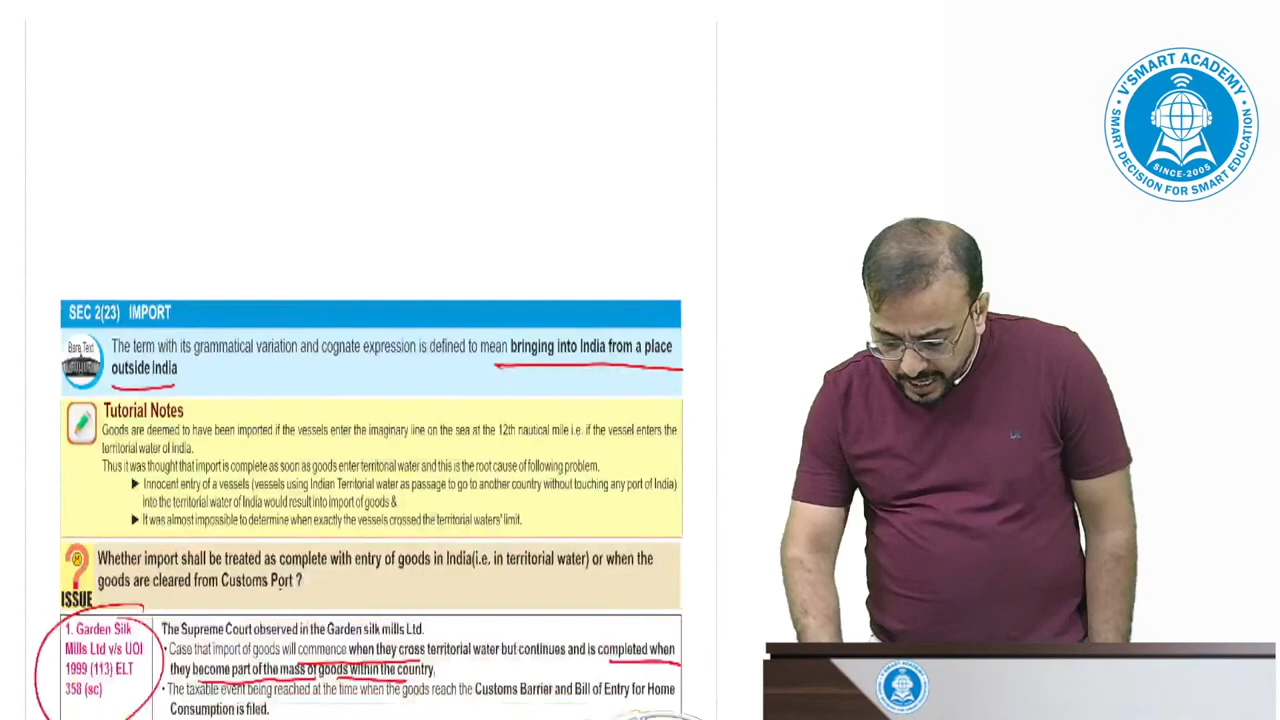 V'SMART ACADEMY
SINCE-2005
SMART DECISION FOR SMART EDUCATION
SEC 2(23) IMPORT
Bare Text
The term with its grammatical variation and cognate expression is defined to mean bringing into India from a place
outside India
Tutorial Notes
Goods are deemed to have been imported if the vessels enter the imaginary line on the sea at the 12th nautical mile i.e. if the vessel enters the
territorial water of india.
Thus it was thought that import is complete as soon as goods enter territorial water and this is the root cause of following problem.
▶ Innocent entry of a vessels (vessels using Indian Territorial water as passage to go to another country without touching any port of India)
into the territorial water of India would result into import of goods &
▶ It was almost impossible to determine when exactly the vessels crossed the territorial waters' limit.
ISSUE
Whether import shall be treated as complete with entry of goods in India(i.e. in territorial water) or when the
goods are cleared from Customs Port ?
1. Garden Silk
Mills Ltd v/s UOI
1999 (113) ELT
358 (sc)
The Supreme Court observed in the Garden silk mills Ltd.
• Case that import of goods will commence when they cross territorial water but continues and is completed when
they become part of the mass of goods within the country,
• The taxable event being reached at the time when the goods reach the Customs Barrier and Bill of Entry for Home
Consumption is filed.